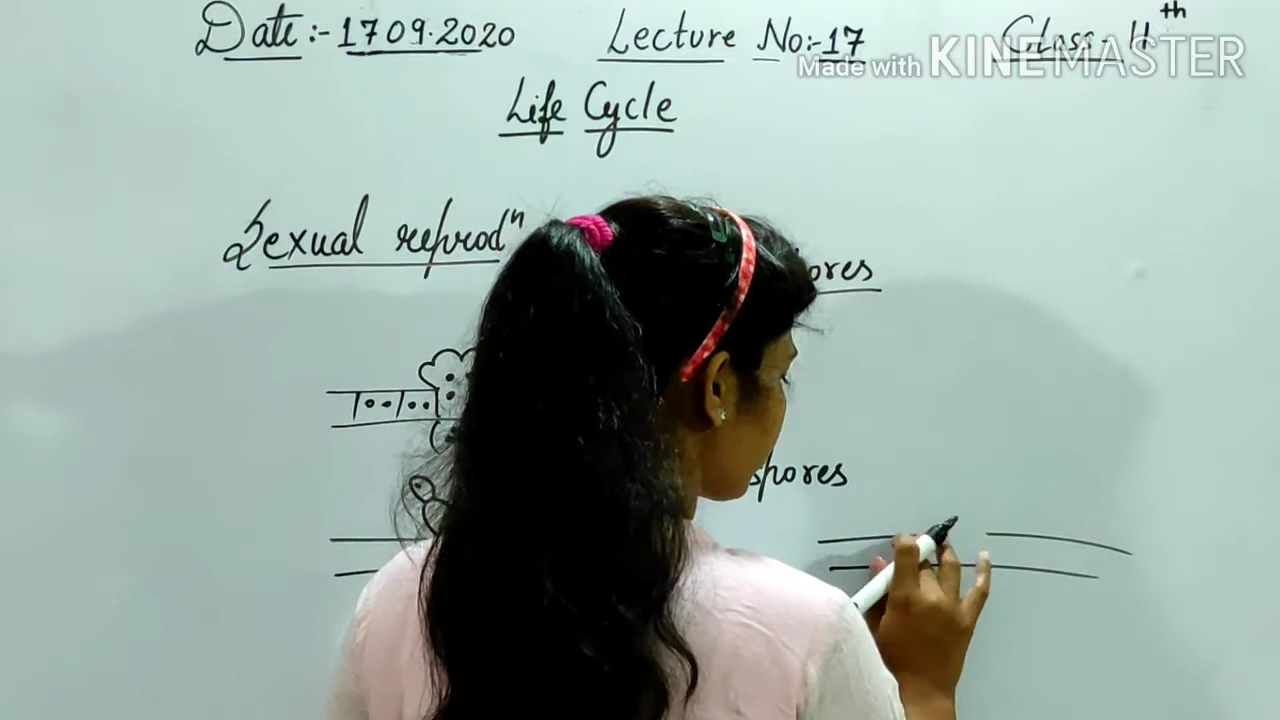 Date:- 17 09.2020 Lecture No:-17 Class- 11th
Made with KINEMASTER
Life Cycle
Sexual reprodn
spores